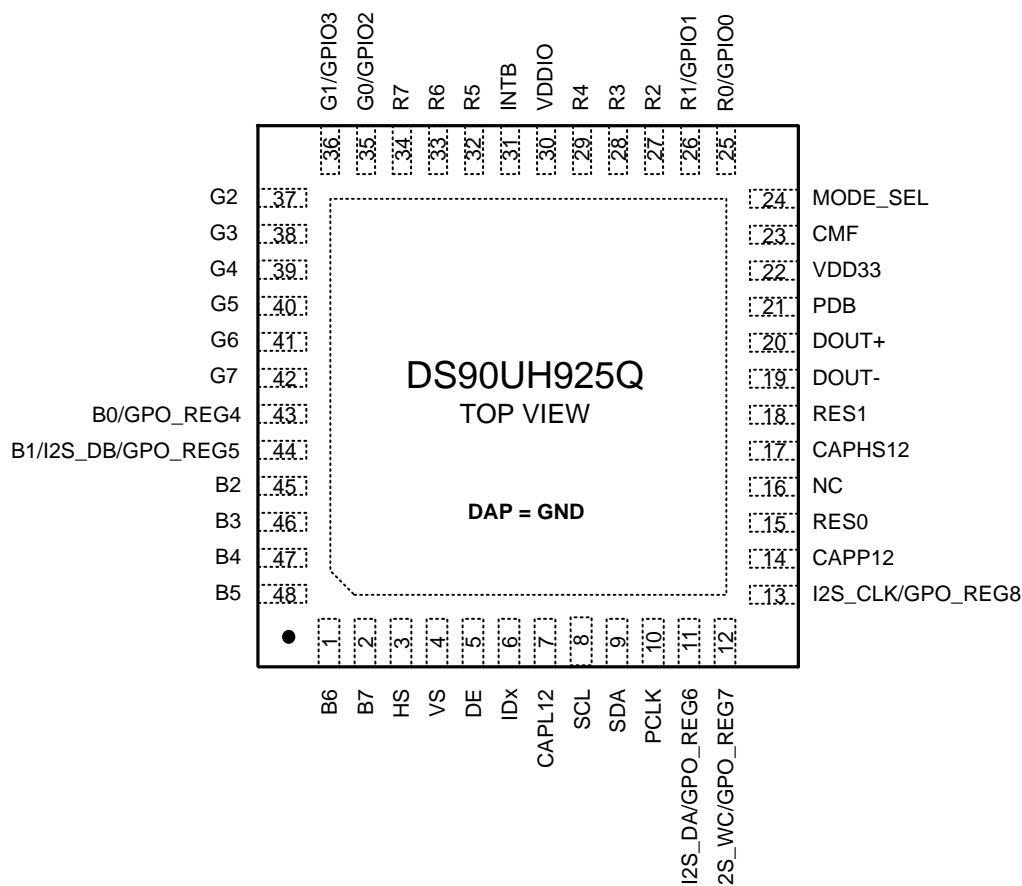 G1/GPIO3
G0/GPIO2
R7
R6
R5
INTB
VDDIO
R4
R3
R2
R1/GPIO1
R0/GPIO0
36
35
34
33
32
31
30
29
28
27
26
25
G2 37
G3 38
G4 39
G5 40
G6 41
G7 42
B0/GPO_REG4 43
B1/I2S_DB/GPO_REG5 44
B2 45
B3 46
B4 47
B5 48
DS90UH925Q
TOP VIEW
DAP = GND
24 MODE_SEL
23 CMF
22 VDD33
21 PDB
20 DOUT+
19 DOUT-
18 RES1
17 CAPHS12
16 NC
15 RES0
14 CAPP12
13 I2S_CLK/GPO_REG8
1
2
3
4
5
6
7
8
9
10
11
12
B6
B7
HS
VS
DE
IDx
CAPL12
SCL
SDA
PCLK
I2S_DA/GPO_REG6
2S_WC/GPO_REG7